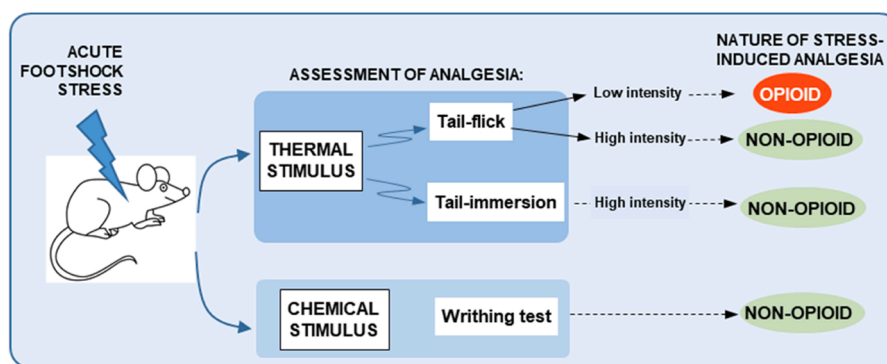 ACUTE
FOOTSHOCK
STRESS
ASSESSMENT OF ANALGESIA:
NATURE OF STRESS-
INDUCED ANALGESIA
THERMAL
STIMULUS
Tail-flick
Low intensity
OPIOID
High intensity
NON-OPIOID
Tail-immersion
High intensity
NON-OPIOID
CHEMICAL
STIMULUS
Writhing test
NON-OPIOID